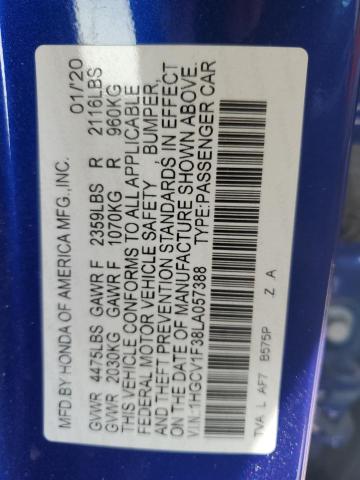 MFD.BY HONDA OF AMERICA MFG.,INC. 01/20
GVWR 4475LBS GAWR F 2359LBS R 2116LBS
GVWR 2030KG GAWR F 1070KG R 960KG
THIS VEHICLE CONFORMS TO ALL APPLICABLE
FEDERAL MOTOR VEHICLE SAFETY, BUMPER,
AND THEFT PREVENTION STANDARDS IN EFFECT
ON THE DATE OF MANUFACTURE SHOWN ABOVE.
V.I.N:1HGCV1F38LA057388 TYPE:PASSENGER CAR
TVA L AF7 B575P Z A